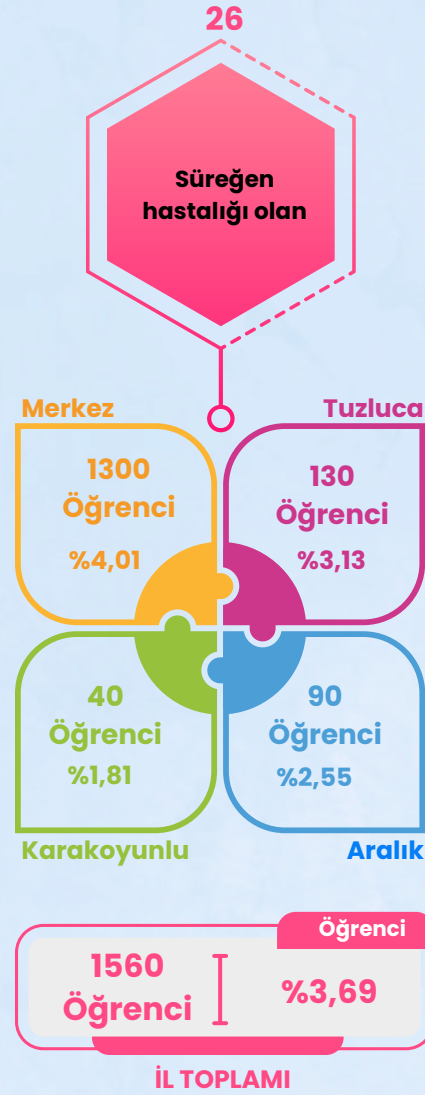 26
Süreğen
hastalığı olan
Merkez
Tuzluca
1300
Öğrenci
%4,01
130
Öğrenci
%3,13
40
Öğrenci
%1,81
90
Öğrenci
%2,55
Karakoyunlu
Aralık
Öğrenci
1560
Öğrenci
%3,69
İL TOPLAMI